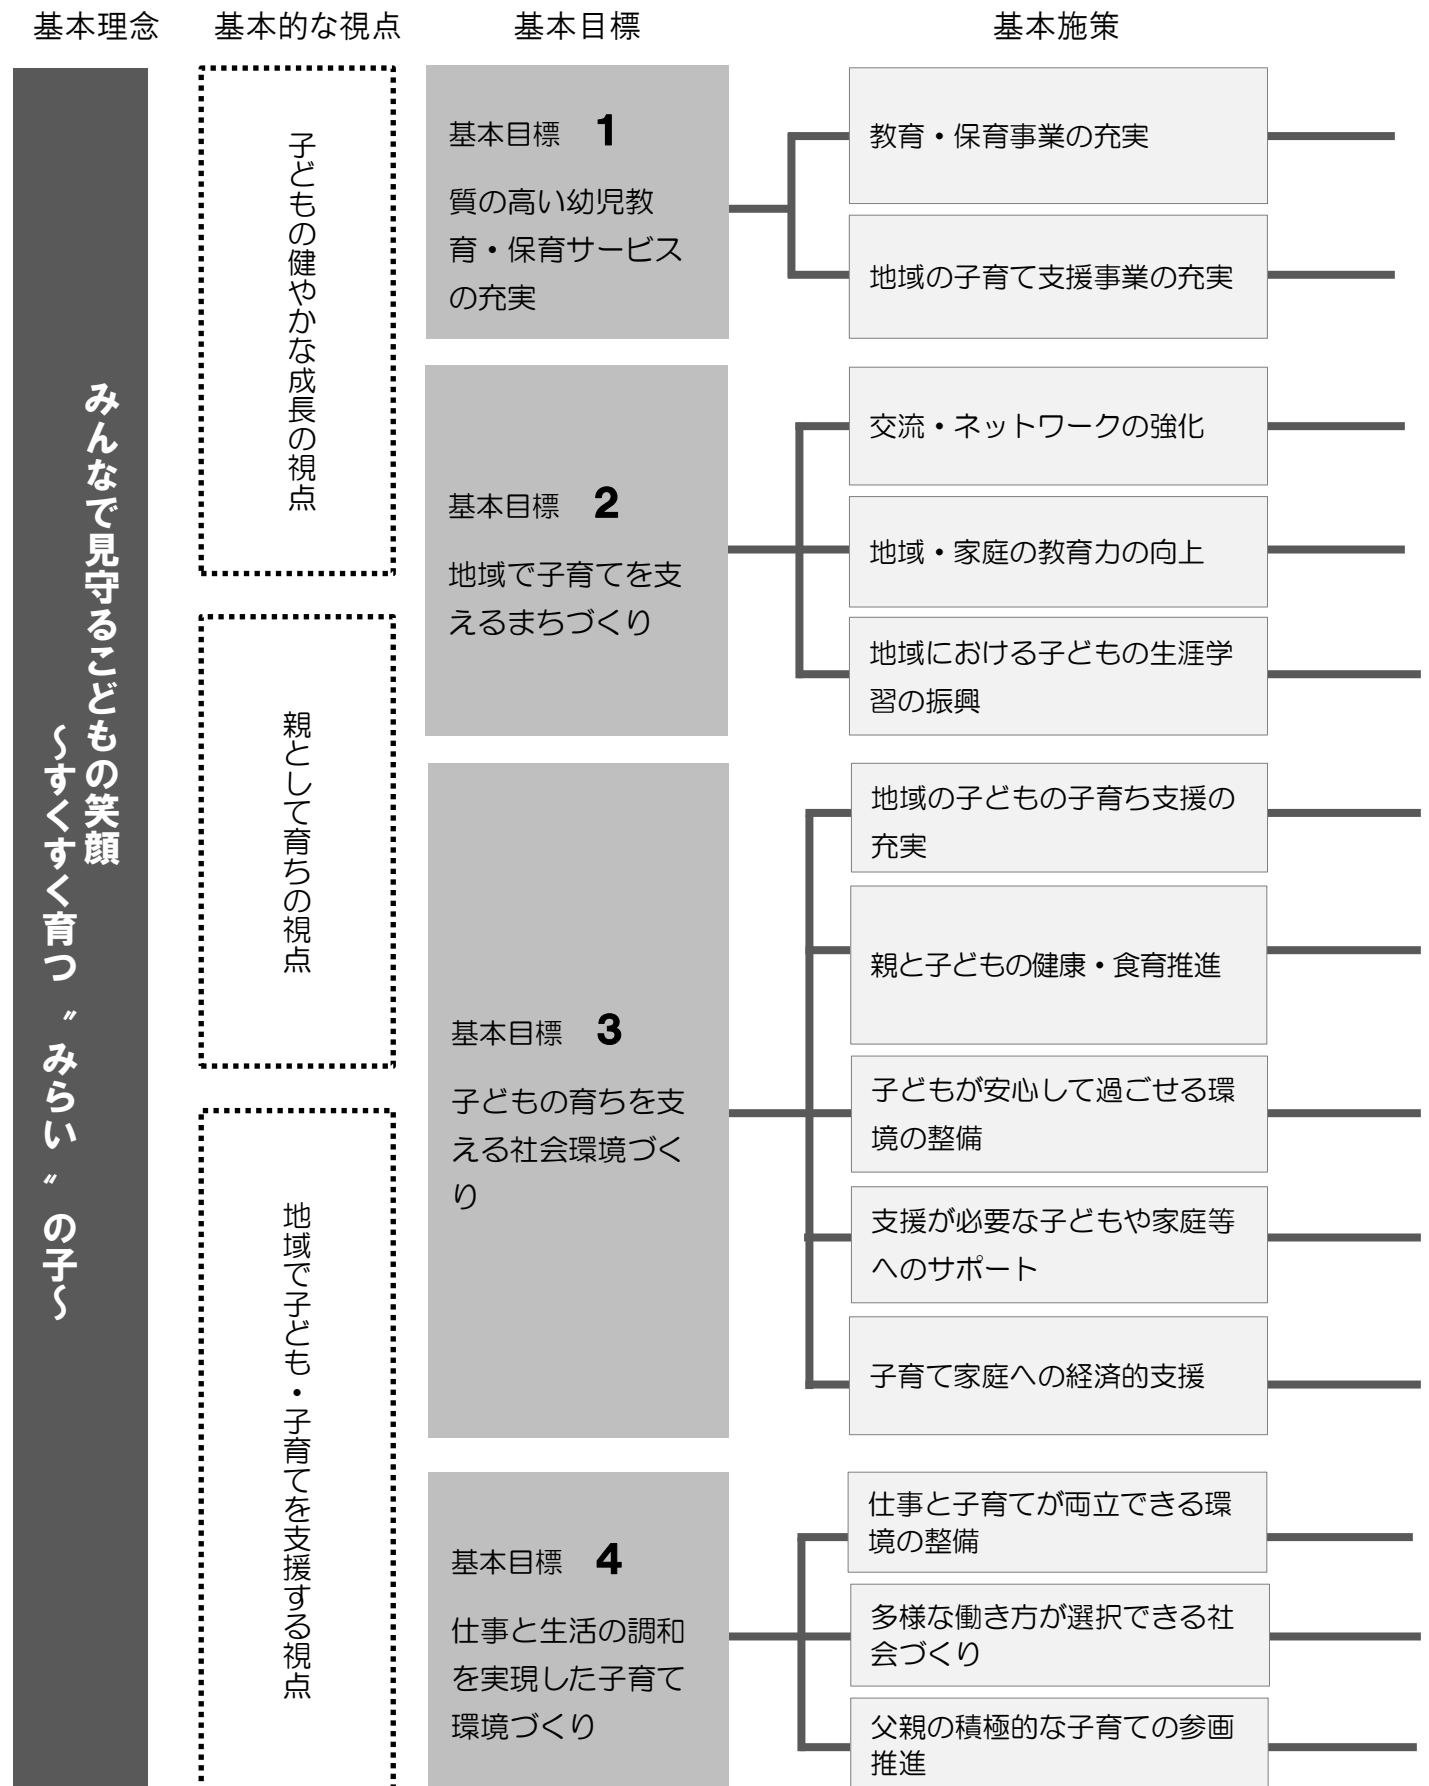 基本理念
基本的な視点
基本目標
基本施策
みんなで見守るこどもの笑顔
～すくすく育つ〝みらい〟の子～
子どもの健やかな成長の視点
親として育ちの視点
地域で子ども・子育てを支援する視点
基本目標 1
質の高い幼児教
育・保育サービス
の充実
教育・保育事業の充実
地域の子育て支援事業の充実
基本目標 2
地域で子育てを支
えるまちづくり
交流・ネットワークの強化
地域・家庭の教育力の向上
地域における子どもの生涯学
習の振興
基本目標 3
子どもの育ちを支
える社会環境づく
り
地域の子どもの子育ち支援の
充実
親と子どもの健康・食育推進
子どもが安心して過ごせる環
境の整備
支援が必要な子どもや家庭等
へのサポート
子育て家庭への経済的支援
基本目標 4
仕事と生活の調和
を実現した子育て
環境づくり
仕事と子育てが両立できる環
境の整備
多様な働き方が選択できる社
会づくり
父親の積極的な子育ての参画
推進